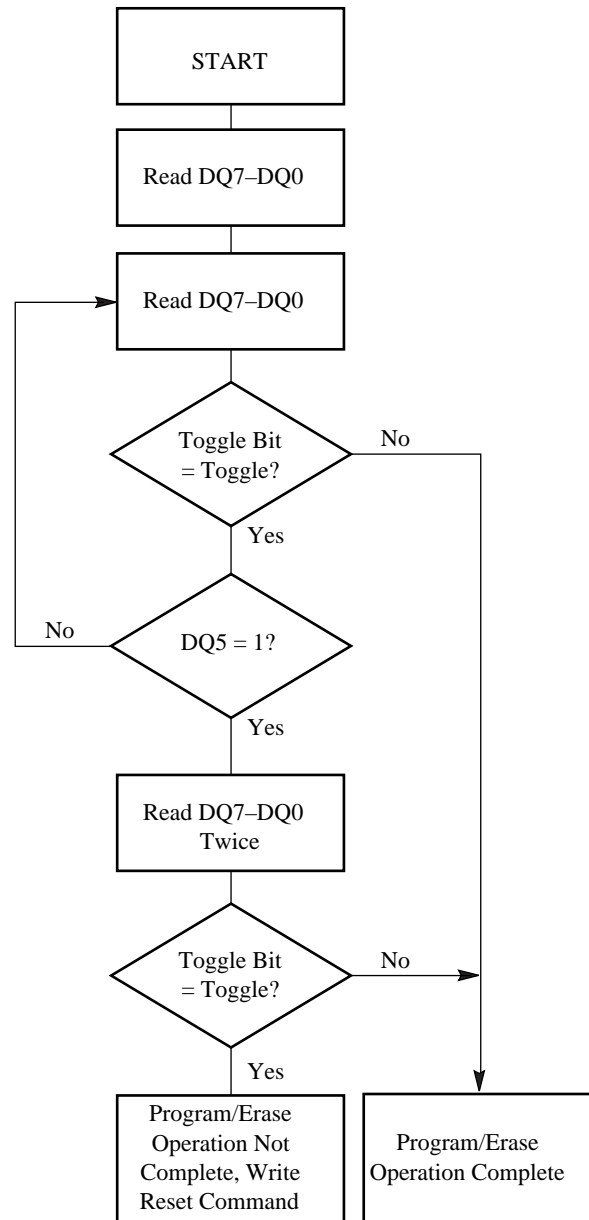 START
Read DQ7–DQ0
Read DQ7–DQ0
Toggle Bit
= Toggle?
No
Yes
No
DQ5 = 1?
Yes
Read DQ7–DQ0
Twice
Toggle Bit
= Toggle?
No
Yes
Program/Erase
Operation Not
Complete, Write
Reset Command
Program/Erase
Operation Complete